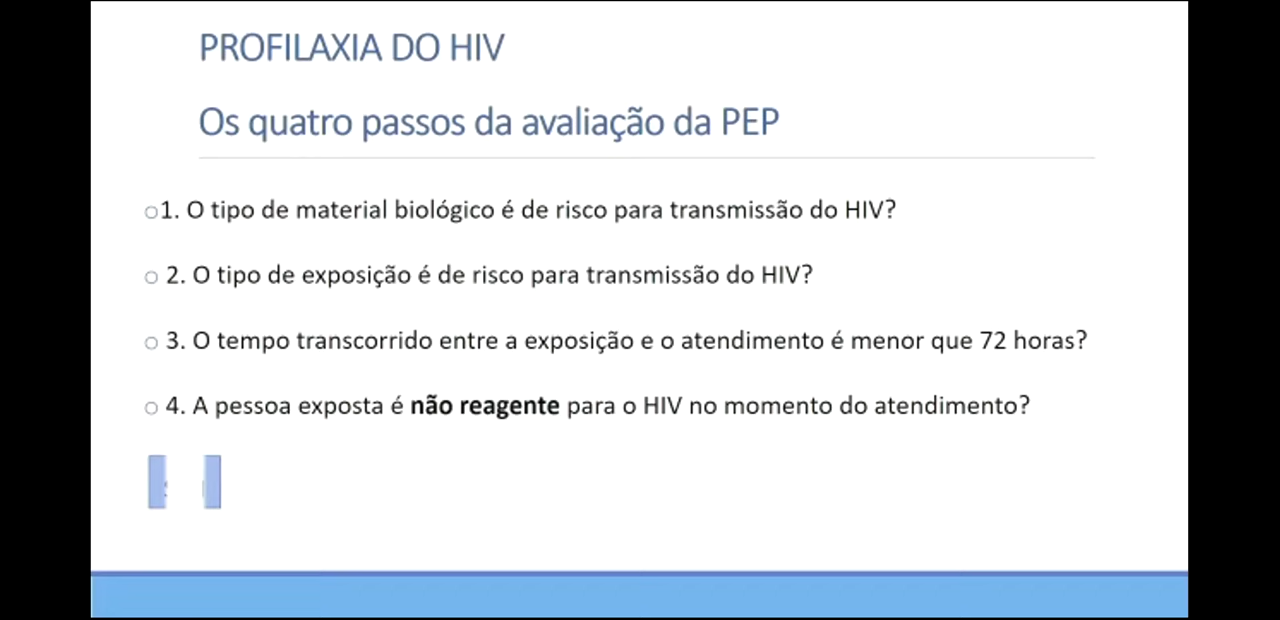 PROFILAXIA DO HIV
Os quatro passos da avaliação da PEP
1. O tipo de material biológico é de risco para transmissão do HIV?
2. O tipo de exposição é de risco para transmissão do HIV?
3. O tempo transcorrido entre a exposição e o atendimento é menor que 72 horas?
4. A pessoa exposta é não reagente para o HIV no momento do atendimento?